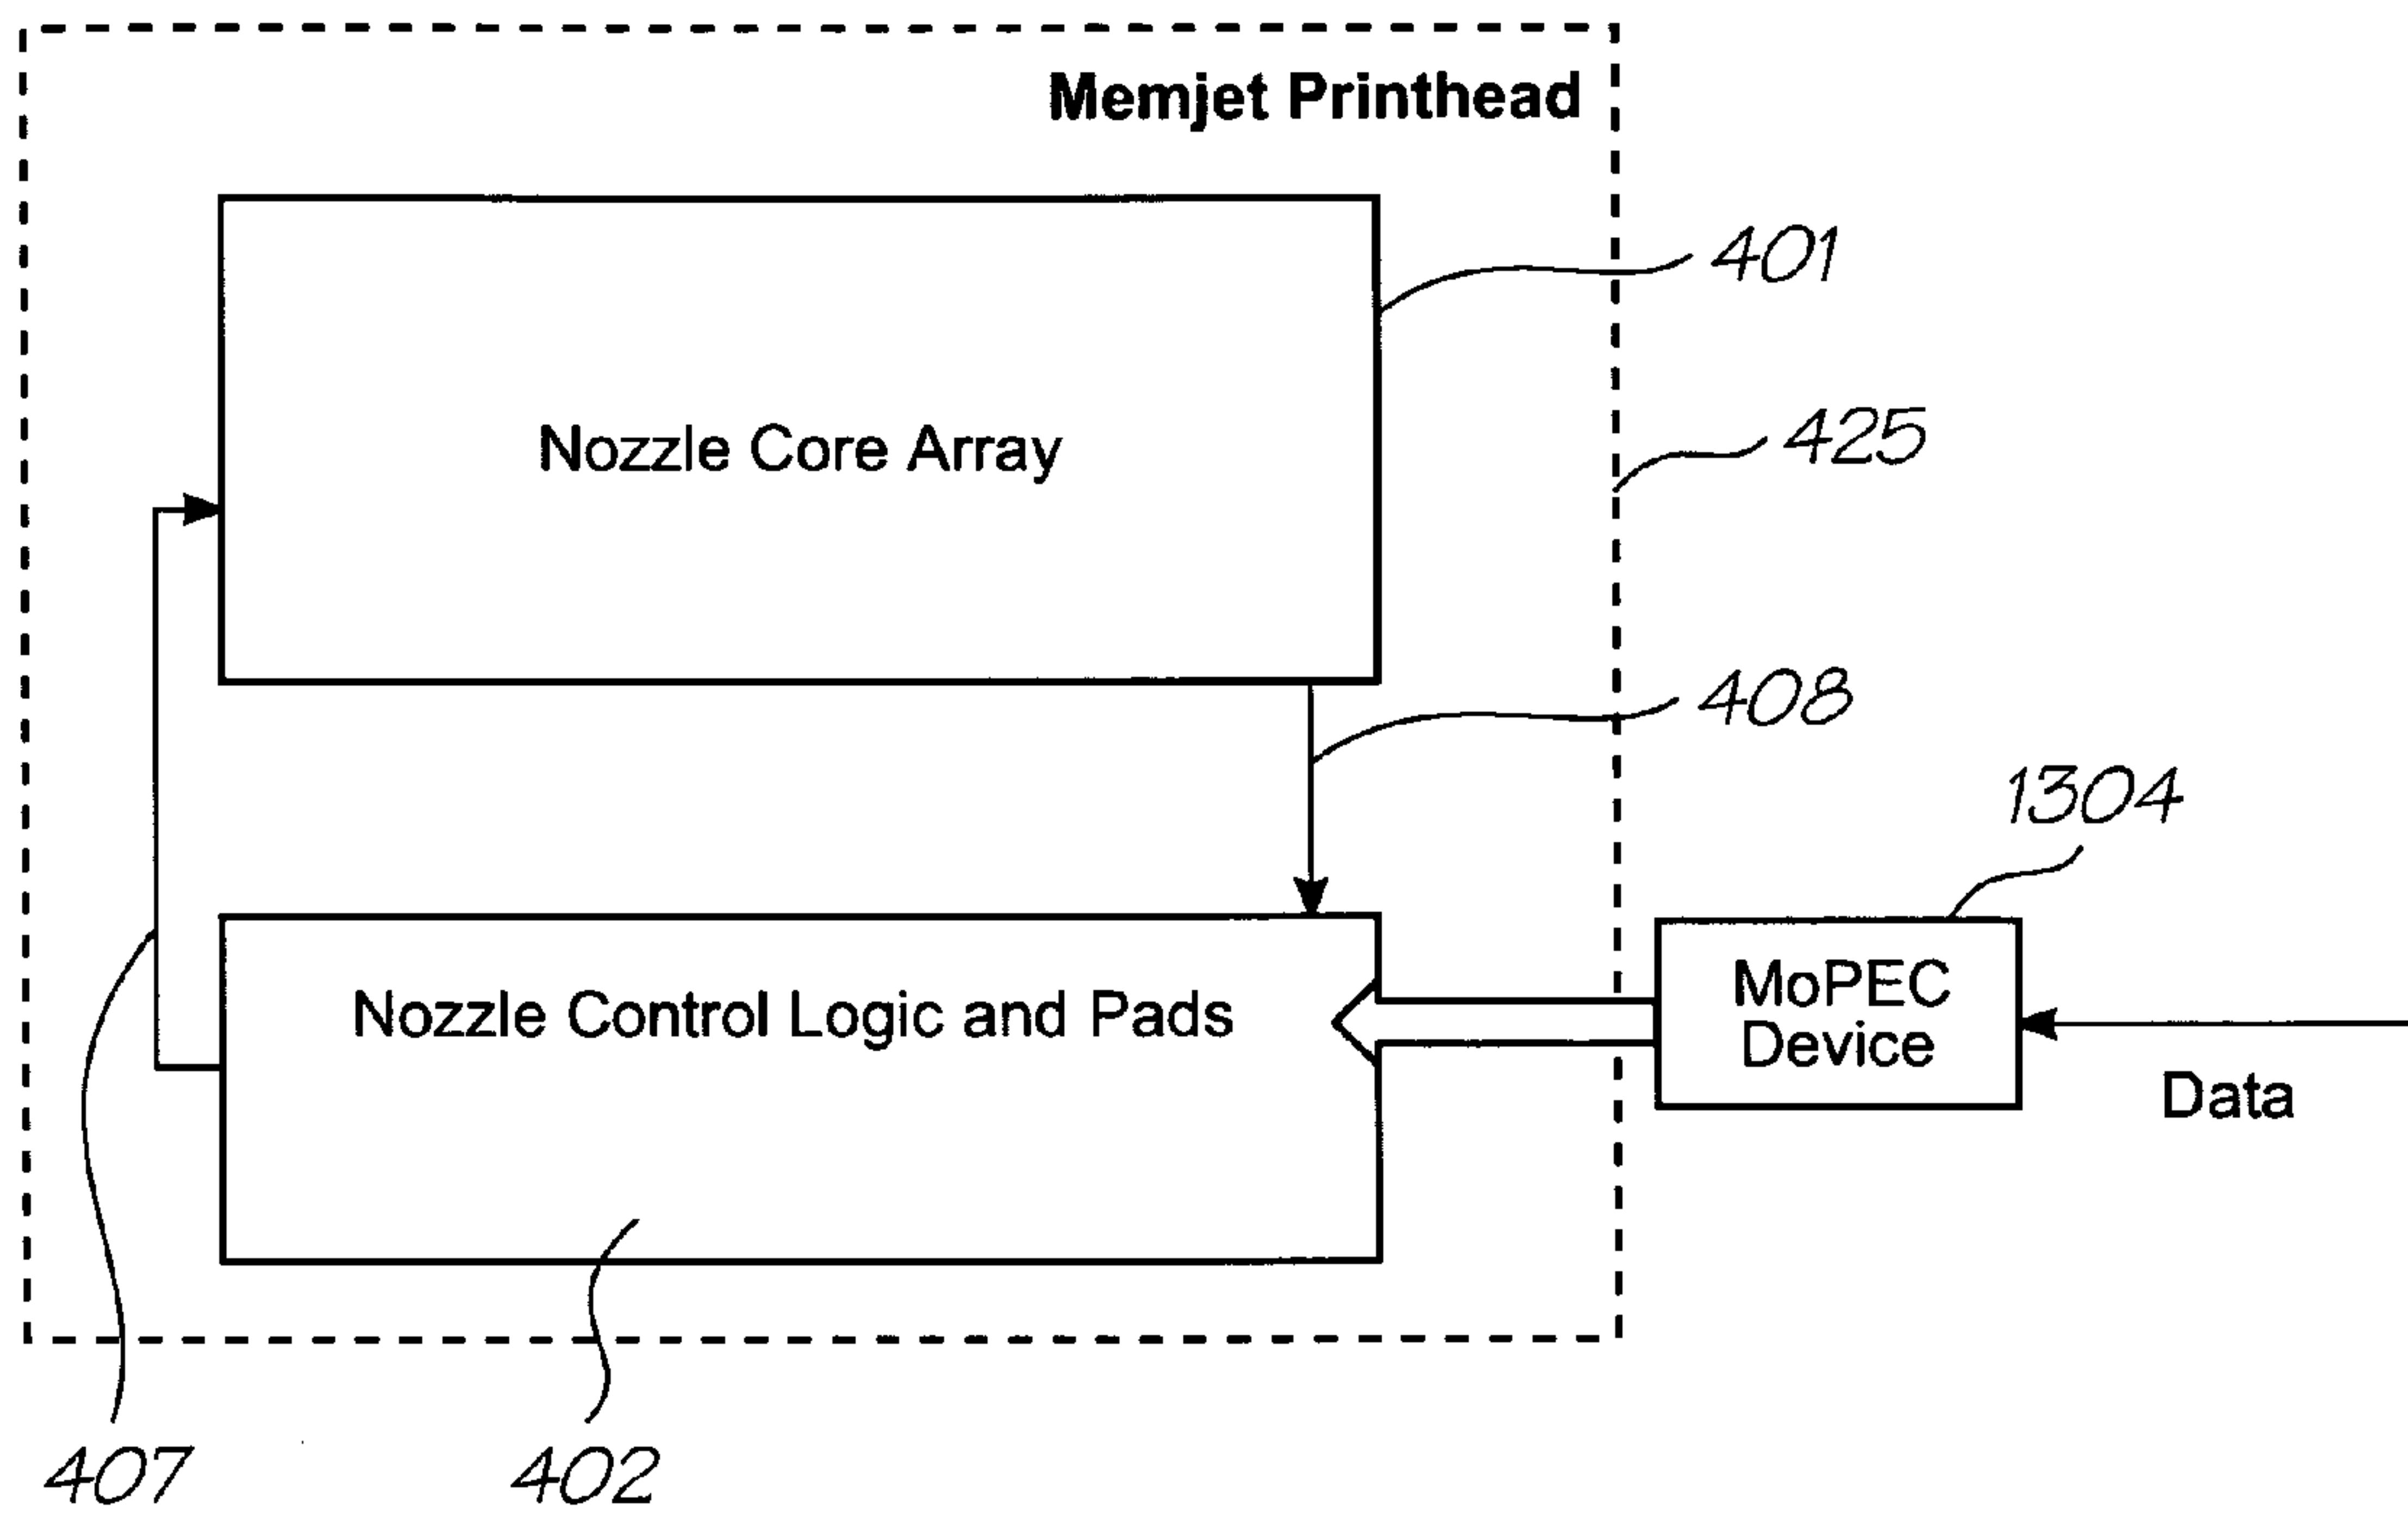 Memjet Printhead
401
Nozzle Core Array
425
408
1304
MoPEC
Device
Nozzle Control Logic and Pads
Data
407
402